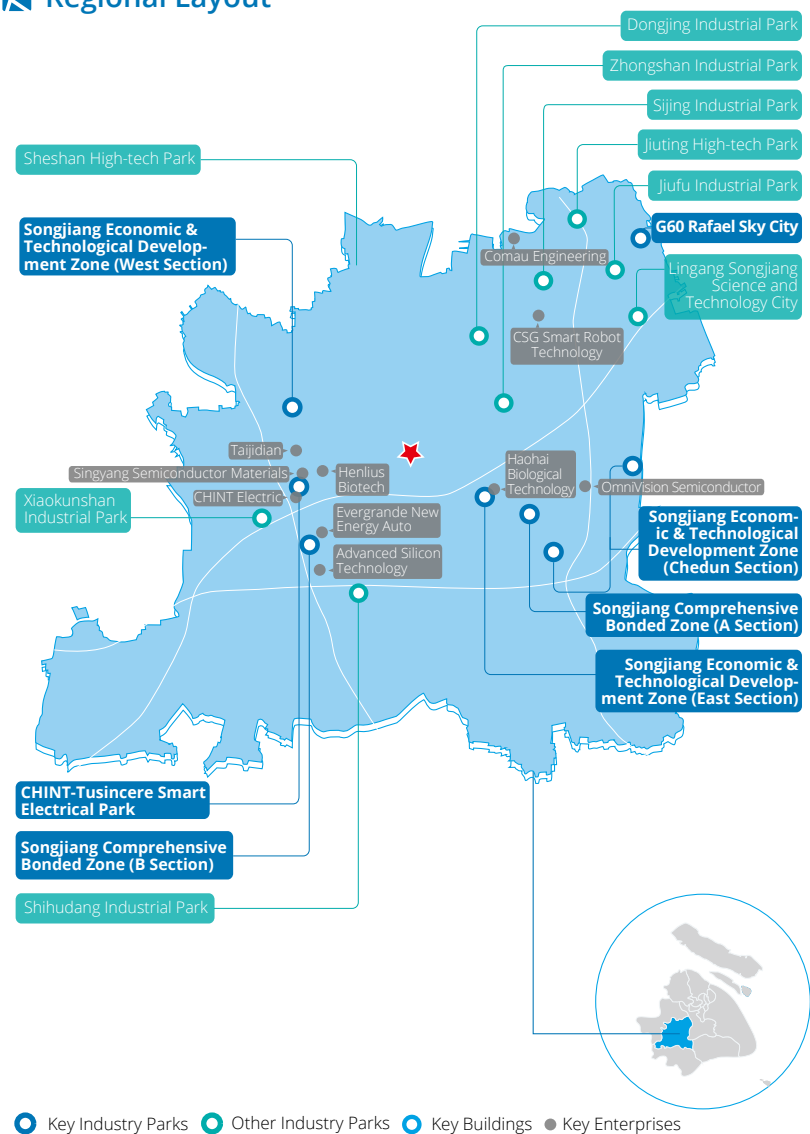 Regional Layout
Dongjing Industrial Park
Zhongshan Industrial Park
Sijing Industrial Park
Jiuting High-tech Park
Sheshan High-tech Park
Jiufu Industrial Park
Songjiang Economic &
Technological Develop-
ment Zone (West Section)
G60 Rafael Sky City
Comau Engineering
Lingang Songjiang
Science and
Technology City
CSG Smart Robot
Technology
Taijidian
Singyang Semiconductor Materials
CHINT Electric
Henlius
Biotech
Haohai
Biological
Technology
OmniVision Semiconductor
Xiaokunshan
Industrial Park
Evergrande New
Energy Auto
Advanced Silicon
Technology
Songjiang Econom-
ic & Technological
Development Zone
(Chedun Section)
Songjiang Comprehensive
Bonded Zone (A Section)
Songjiang Economic &
Technological Develop-
ment Zone (East Section)
CHINT-Tusincere Smart
Electrical Park
Songjiang Comprehensive
Bonded Zone (B Section)
Shihudang Industrial Park
Key Industry Parks
Other Industry Parks
Key Buildings
Key Enterprises